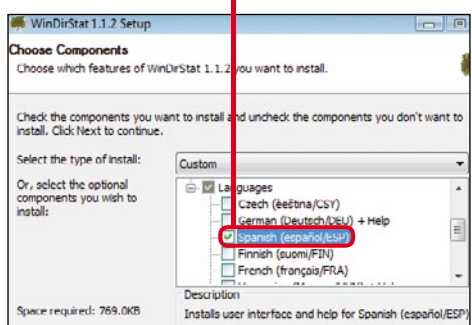 WinDirStat 1.1.2 Setup
Choose Components
Choose which features of WinDirStat 1.1.2 you want to install.
Check the components you want to install and uncheck the components you don't want to
install. Click Next to continue.
Select the type of install:
Custom
Or, select the optional
components you wish to
install:
Languages
Czech (èeština/CSY)
German (Deutsch/DEU) + Help
Spanish (español/ESP)
Finnish (suomi/FIN)
French (français/FRA)
Description
Space required: 769.0KB
Installs user interface and help for Spanish (español/ESP)